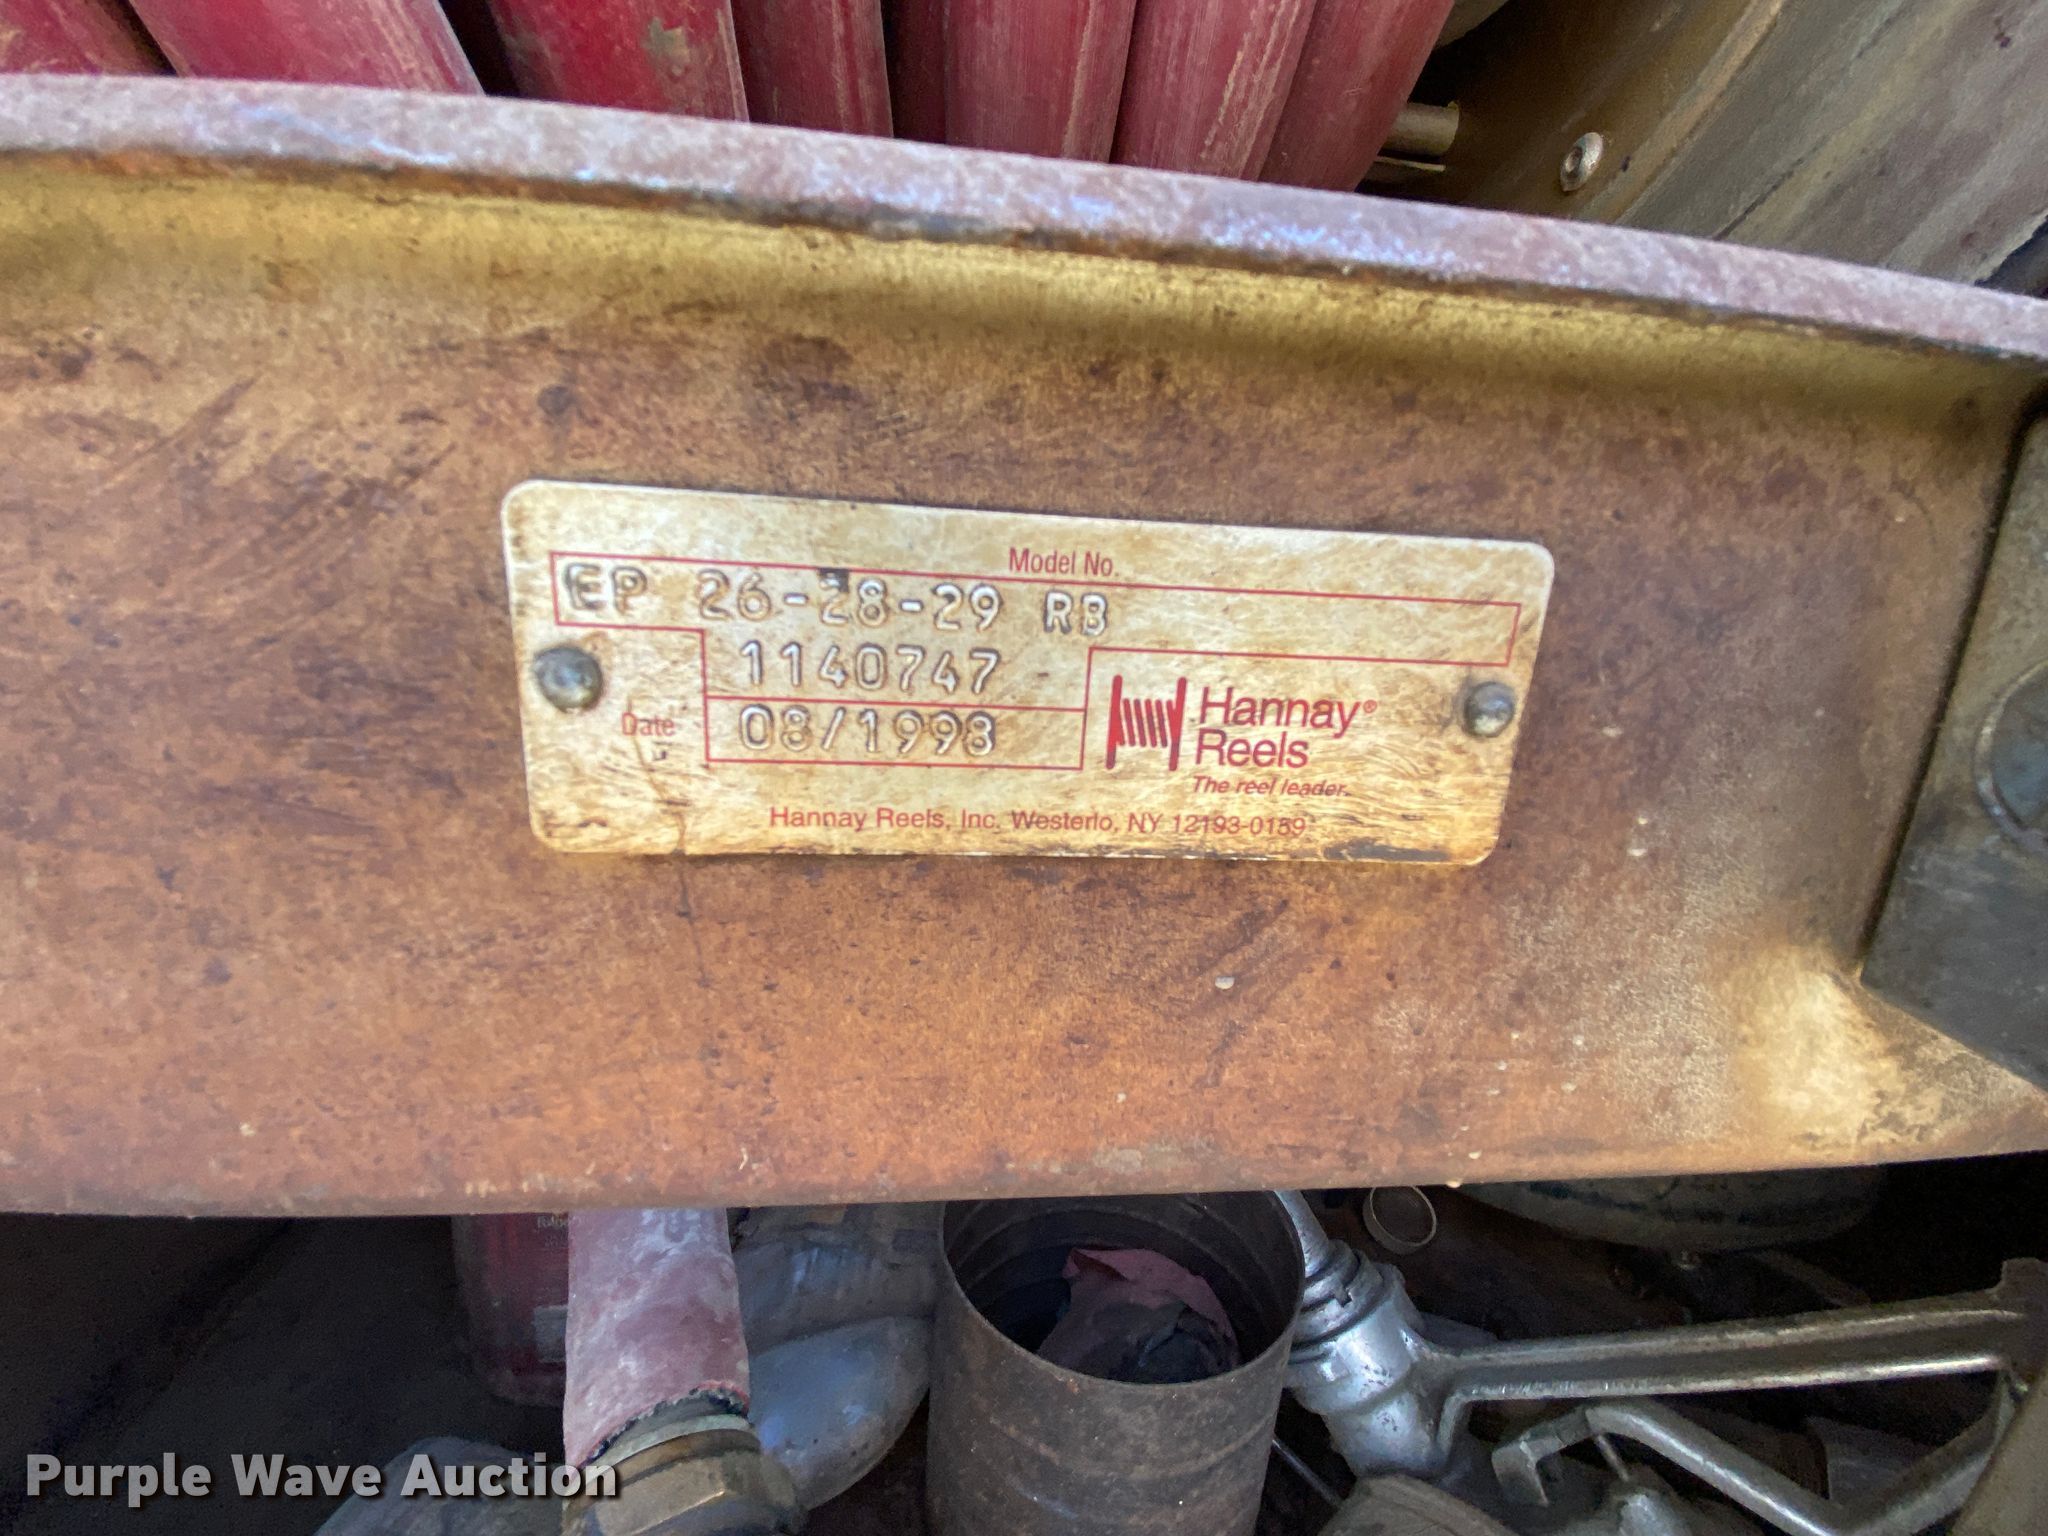 Model No.
EP 26-28-29 RB
1140747
Date 08/1998
Hannay®
Reels
The reel leader.
Hannay Reels, Inc. Westerlo, NY 12193-0159
Purple Wave Auction